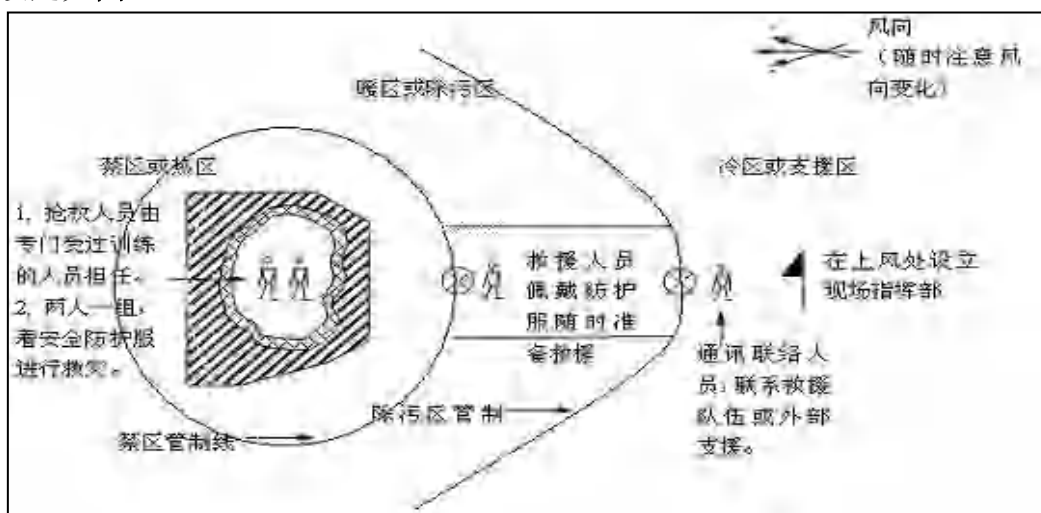 风向
（随时注意风
向变化）
暖区或除污区
禁区或热区
冷区或支援区
1，抢救人员由
专门受过训练
的人员担任。
2，两人一组，
着安全防护服
进行救灾。
救援人员
佩戴防护
服随时准
备救援
在上风处设立
现场指挥部
通讯联络人
员：联系救援
队伍或外部
支援。
除污区管制
禁区管制线